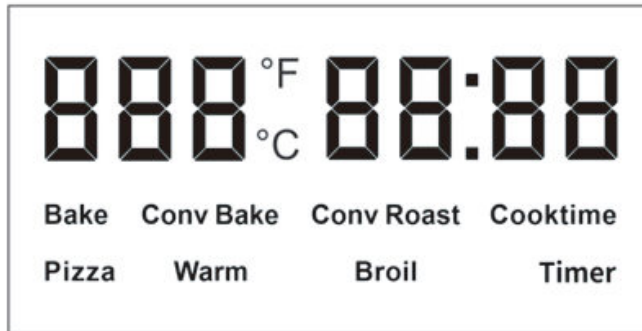 888 °F 88:88
°C
Bake Conv Bake Conv Roast Cooktime
Pizza Warm Broil Timer